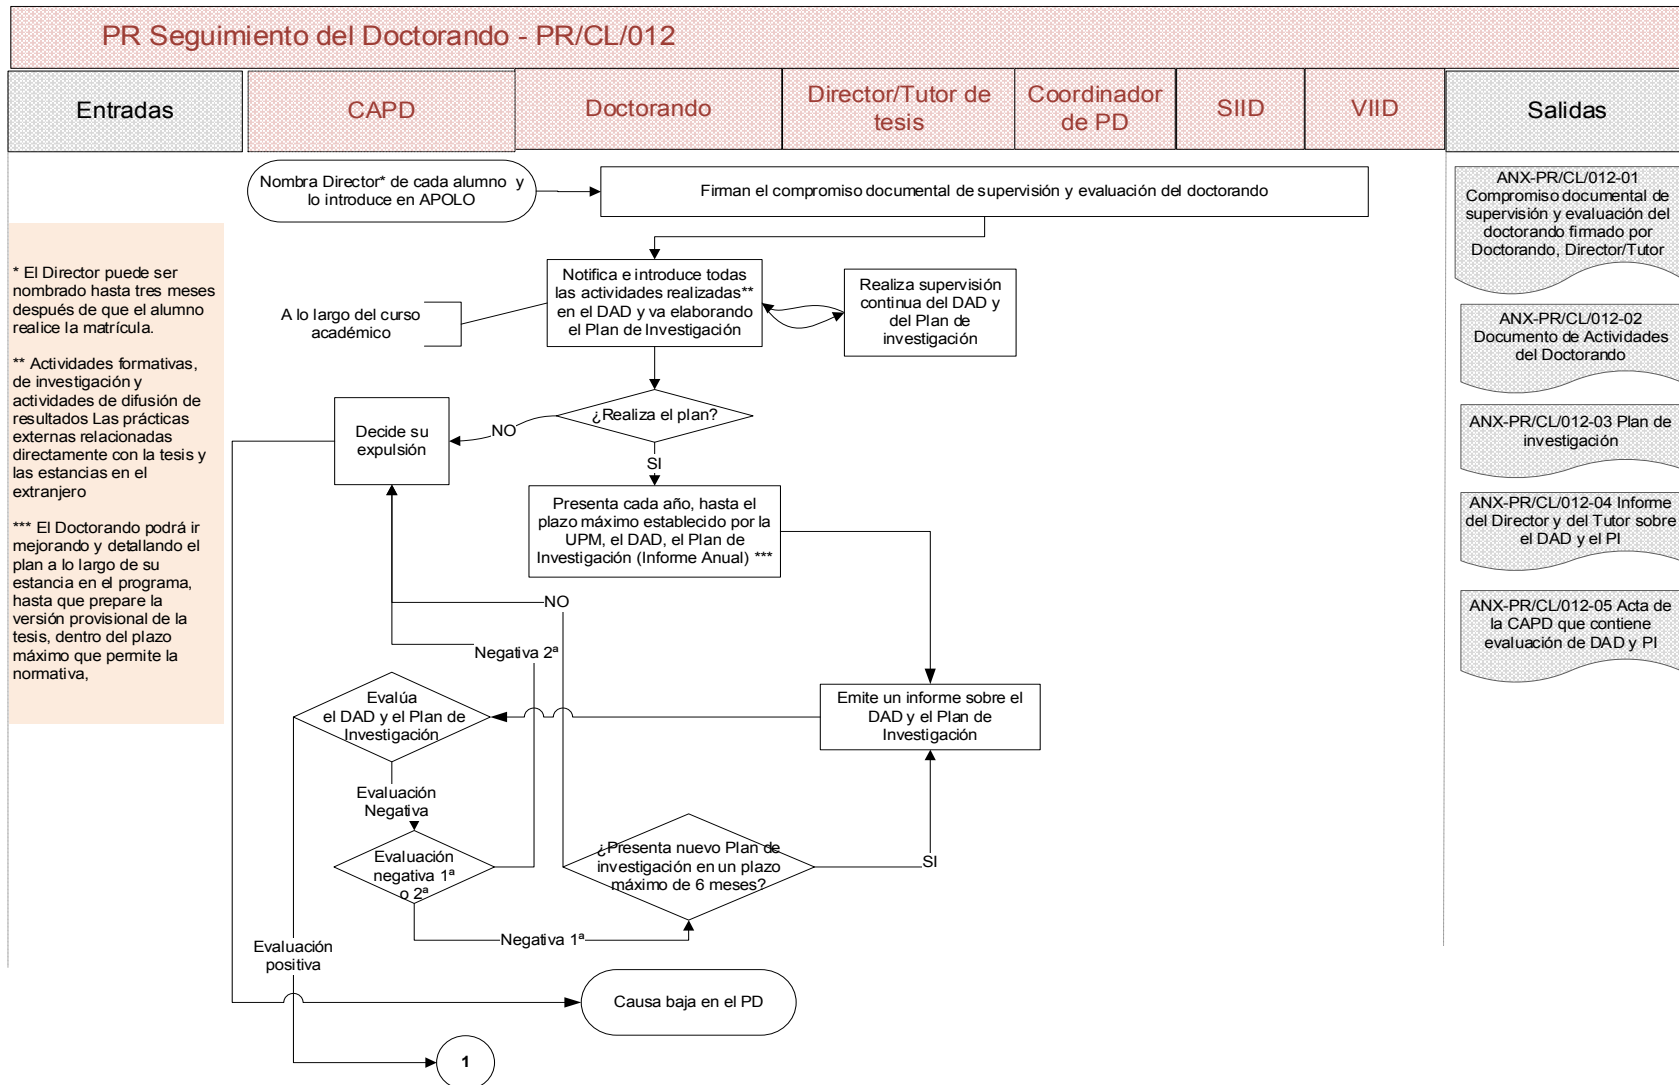 PR Seguimiento del Doctorando - PR/CL/012
Entradas
CAPD
Doctorando
Director/Tutor de
tesis
Coordinador
de PD
SIID
VIID
Salidas
Nombra Director* de cada alumno y
lo introduce en APOLO
Firman el compromiso documental de supervisión y evaluación del doctorando
* El Director puede ser
nombrado hasta tres meses
después de que el alumno
realice la matrícula.
** Actividades formativas,
de investigación y
actividades de difusión de
resultados Las prácticas
externas relacionadas
directamente con la tesis y
las estancias en el
extranjero
*** El Doctorando podrá ir
mejorando y detallando el
plan a lo largo de su
estancia en el programa,
hasta que prepare la
versión provisional de la
tesis, dentro del plazo
máximo que permite la
normativa,
A lo largo del curso
académico
Notifica e introduce todas
las actividades realizadas**
en el DAD y va elaborando
el Plan de Investigación
Realiza supervisión
continua del DAD y
del Plan de
investigación
¿Realiza el plan?
NO
SI
Decide su
expulsión
Presenta cada año, hasta el
plazo máximo establecido por la
UPM, el DAD, el Plan de
Investigación (Informe Anual) ***
NO
Negativa 2ª
Evalúa
el DAD y el Plan de
Investigación
Emite un informe sobre el
DAD y el Plan de
Investigación
Evaluación
Negativa
Evaluación
negativa 1ª
o 2ª
¿Presenta nuevo Plan de
investigación en un plazo
máximo de 6 meses?
SI
Negativa 1ª
Evaluación
positiva
Causa baja en el PD
1
ANX-PR/CL/012-01
Compromiso documental de
supervisión y evaluación del
doctorando firmado por
Doctorando, Director/Tutor
ANX-PR/CL/012-02
Documento de Actividades
del Doctorando
ANX-PR/CL/012-03 Plan de
investigación
ANX-PR/CL/012-04 Informe
del Director y del Tutor sobre
el DAD y el PI
ANX-PR/CL/012-05 Acta de
la CAPD que contiene
evaluación de DAD y PI